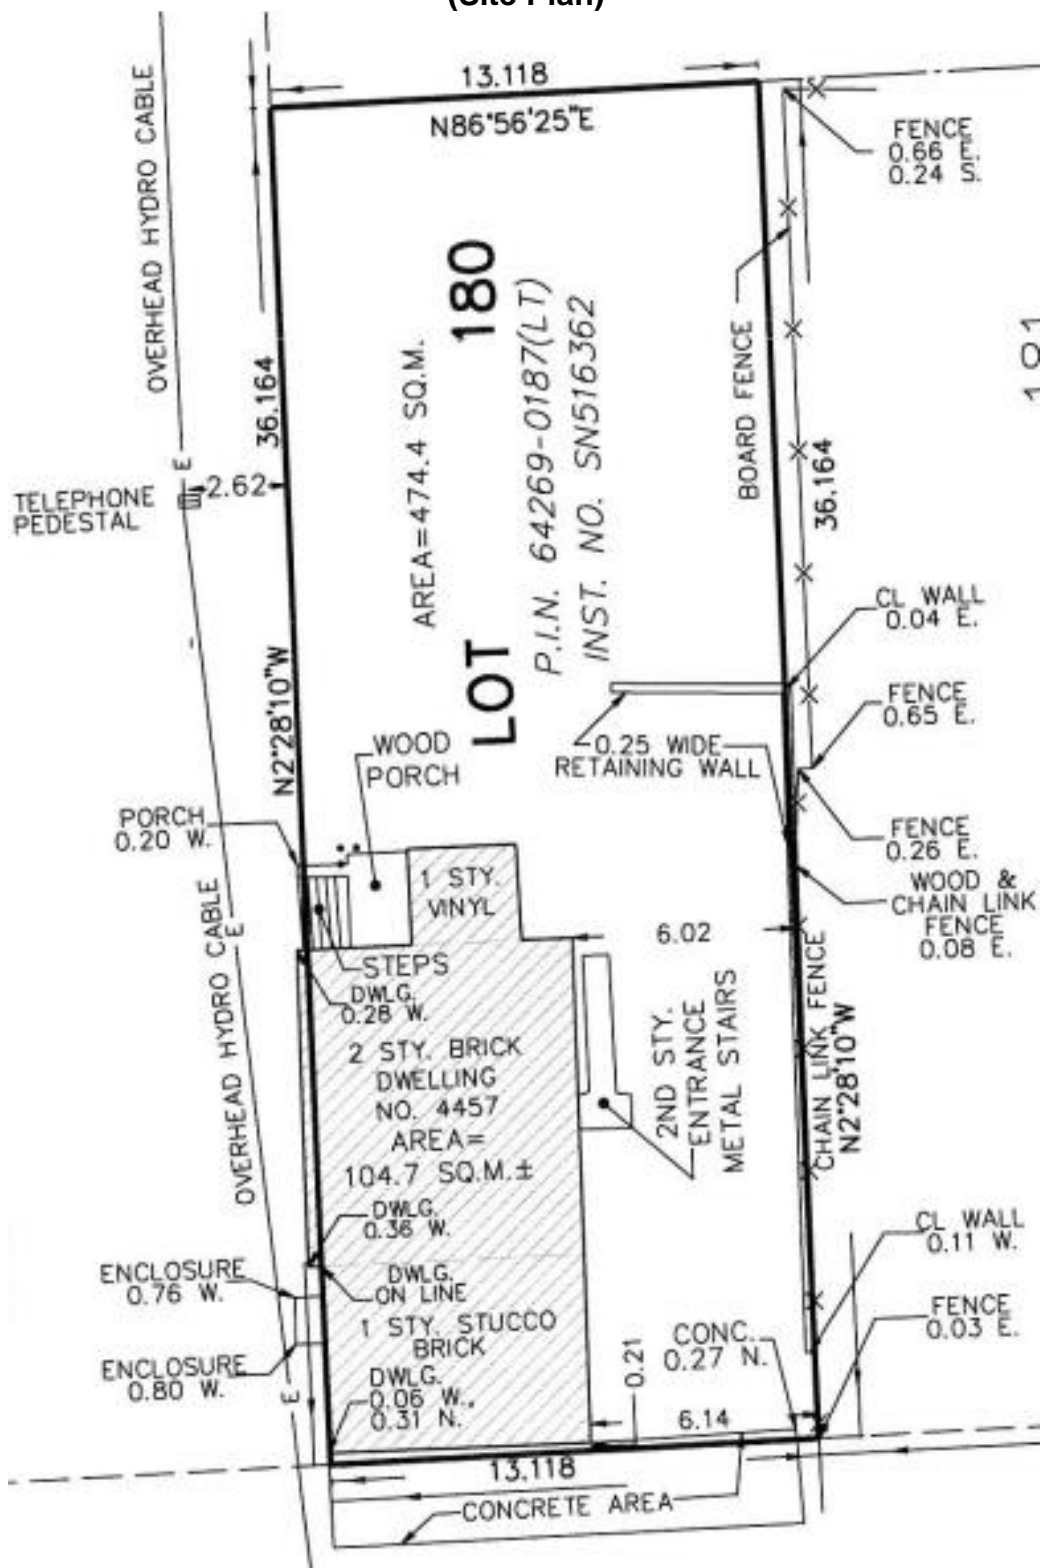 (Site Plan)
13.118
N86°56'25"E
OVERHEAD HYDRO CABLE
FENCE
0.66 E.
0.24 S.
BOARD FENCE
181
36.164
AREA=474.4 SQ.M.
LOT 180
P.I.N. 64269-0187(LT)
INST. NO. SN516362
36.164
E
2.62
TELEPHONE
PEDESTAL
CL WALL
0.04 E.
FENCE
0.65 E.
N2°28'10"W
WOOD
PORCH
0.25 WIDE
RETAINING WALL
PORCH
0.20 W.
FENCE
0.26 E.
WOOD &
CHAIN LINK
FENCE
0.08 E.
1 STY.
VINYL
6.02
OVERHEAD HYDRO CABLE
E
STEPS
DWLG.
0.28 W.
2 STY. BRICK
DWELLING
NO. 4457
AREA=
104.7 SQ.M.±
2ND STY.
ENTRANCE
METAL STAIRS
CHAIN LINK FENCE
N2°28'10"W
DWLG.
0.36 W.
CL WALL
0.11 W.
ENCLOSURE
0.76 W.
DWLG.
ON LINE
1 STY. STUCCO
BRICK
CONC.
0.27 N.
FENCE
0.03 E.
ENCLOSURE
0.80 W.
E
DWLG.
0.06 W.,
0.31 N.
0.21
6.14
13.118
CONCRETE AREA